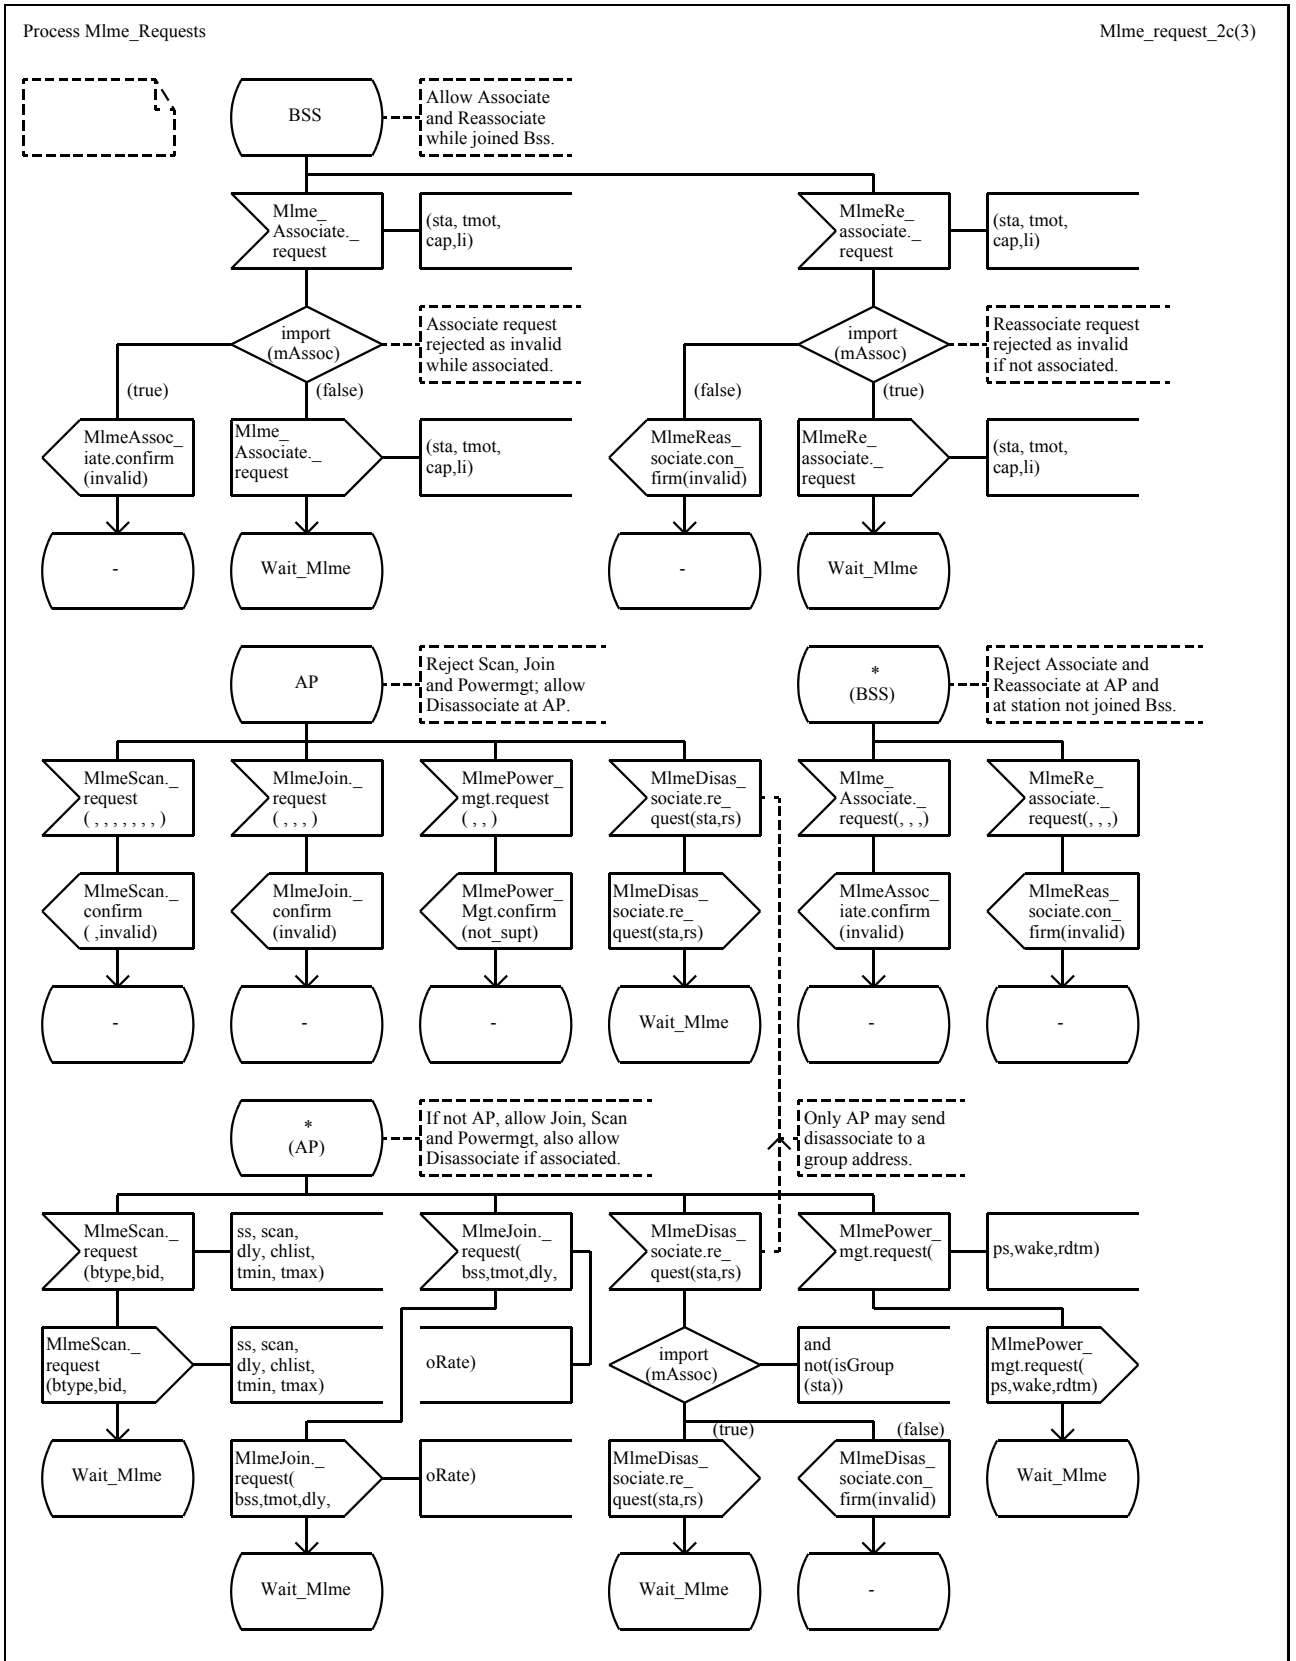 Process Mlme_Requests
Mlme_request_2c(3)
BSS
Allow Associate
and Reassociate
while joined Bss.
Mlme_
Associate._
request
(sta, tmot,
cap,li)
MlmeRe_
associate._
request
(sta, tmot,
cap,li)
import
(mAssoc)
Associate request
rejected as invalid
while associated.
import
(mAssoc)
Reassociate request
rejected as invalid
if not associated.
(true)
(false)
(false)
(true)
MlmeAssoc_
iate.confirm
(invalid)
Mlme_
Associate._
request
(sta, tmot,
cap,li)
MlmeReas_
sociate.con_
firm(invalid)
MlmeRe_
associate._
request
(sta, tmot,
cap,li)
-
Wait_Mlme
-
Wait_Mlme
AP
Reject Scan, Join
and Powermgt; allow
Disassociate at AP.
*
(BSS)
Reject Associate and
Reassociate at AP and
at station not joined Bss.
MlmeScan._
request
( , , , , , , , )
MlmeJoin._
request
( , , , )
MlmePower_
mgt.request
( , , )
MlmeDisas_
sociate.re_
quest(sta,rs)
Mlme_
Associate._
request(, , ,)
MlmeRe_
associate._
request(, , ,)
MlmeScan._
confirm
( ,invalid)
MlmeJoin._
confirm
(invalid)
MlmePower_
Mgt.confirm
(not_supt)
MlmeDisas_
sociate.re_
quest(sta,rs)
MlmeAssoc_
iate.confirm
(invalid)
MlmeReas_
sociate.con_
firm(invalid)
-
-
-
Wait_Mlme
-
-
*
(AP)
If not AP, allow Join, Scan
and Powermgt, also allow
Disassociate if associated.
Only AP may send
disassociate to a
group address.
MlmeScan._
request
(btype,bid,
ss, scan,
dly, chlist,
tmin, tmax)
MlmeJoin._
request(
bss,tmot,dly,
MlmeDisas_
sociate.re_
quest(sta,rs)
MlmePower_
mgt.request(
ps,wake,rdtm)
MlmeScan._
request
(btype,bid,
ss, scan,
dly, chlist,
tmin, tmax)
oRate)
import
(mAssoc)
and
not(isGroup
(sta))
MlmePower_
mgt.request(
ps,wake,rdtm)
(true)
(false)
Wait_Mlme
MlmeJoin._
request(
bss,tmot,dly,
oRate)
MlmeDisas_
sociate.re_
quest(sta,rs)
MlmeDisas_
sociate.con_
firm(invalid)
Wait_Mlme
Wait_Mlme
Wait_Mlme
-